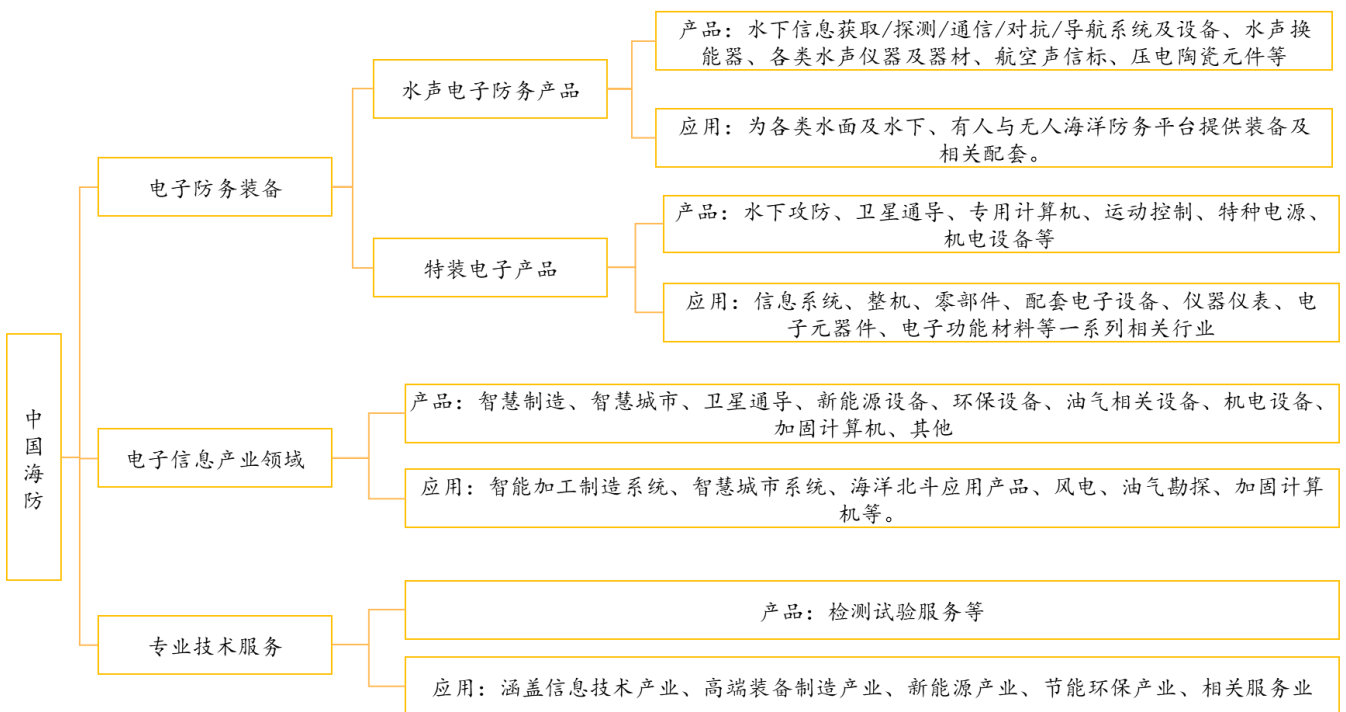 产品：水下信息获取/探测/通信/对抗/导航系统及设备、水声换
能器、各类水声仪器及器材、航空声信标、压电陶瓷元件等
水声电子防务产品
应用：为各类水面及水下、有人与无人海洋防务平台提供装备及
相关配套。
电子防务装备
产品：水下攻防、卫星通导、专用计算机、运动控制、特种电源、
机电设备等
特装电子产品
应用：信息系统、整机、零部件、配套电子设备、仪器仪表、电
子元器件、电子功能材料等一系列相关行业
中
国
海
防
产品：智慧制造、智慧城市、卫星通导、新能源设备、环保设备、油气相关设备、机电设备、
加固计算机、其他
电子信息产业领域
应用：智能加工制造系统、智慧城市系统、海洋北斗应用产品、风电、油气勘探、加固计算
机等。
产品：检测试验服务等
专业技术服务
应用：涵盖信息技术产业、高端装备制造产业、新能源产业、节能环保产业、相关服务业